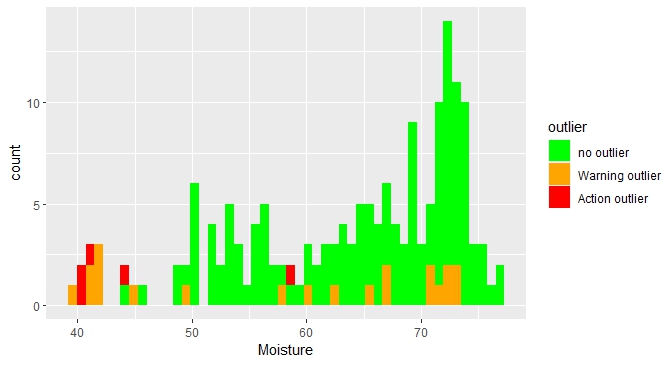 10
5
0
40
50
60
70
Moisture
count
outlier
no outlier
Warning outlier
Action outlier